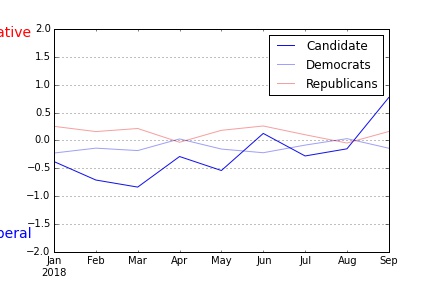 ative
beral
2.0
1.5
1.0
0.5
0.0
−0.5
−1.0
−1.5
−2.0
Candidate
Democrats
Republicans
Jan Feb Mar Apr May Jun Jul Aug Sep
2018